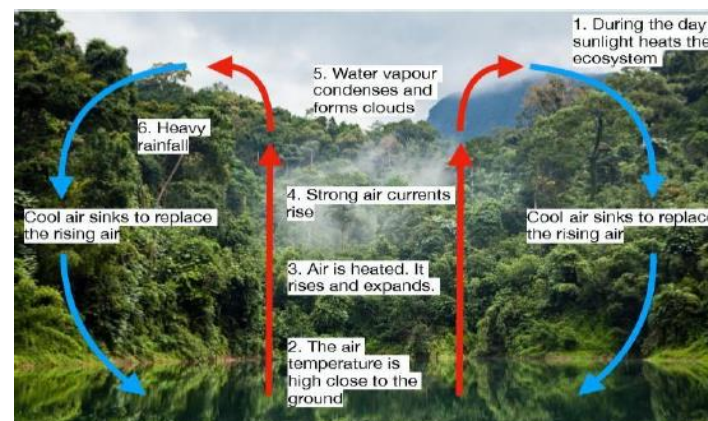 1. During the day
sunlight heats the
ecosystem
5. Water vapour
condenses and
forms clouds
6. Heavy
rainfall
4. Strong air currents
rise
Cool air sinks to replace
the rising air
Cool air sinks to replace
the rising air
3. Air is heated. It
rises and expands.
2. The air
temperature is
high close to the
ground